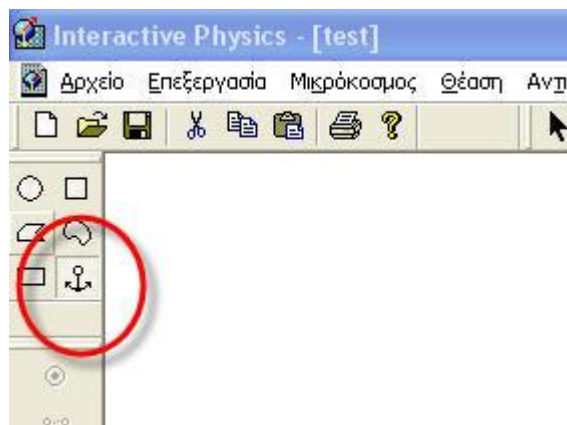 Interactive Physics - [test]
Αρχείο Επεξεργασία Μικρόκοσμος Θέαση